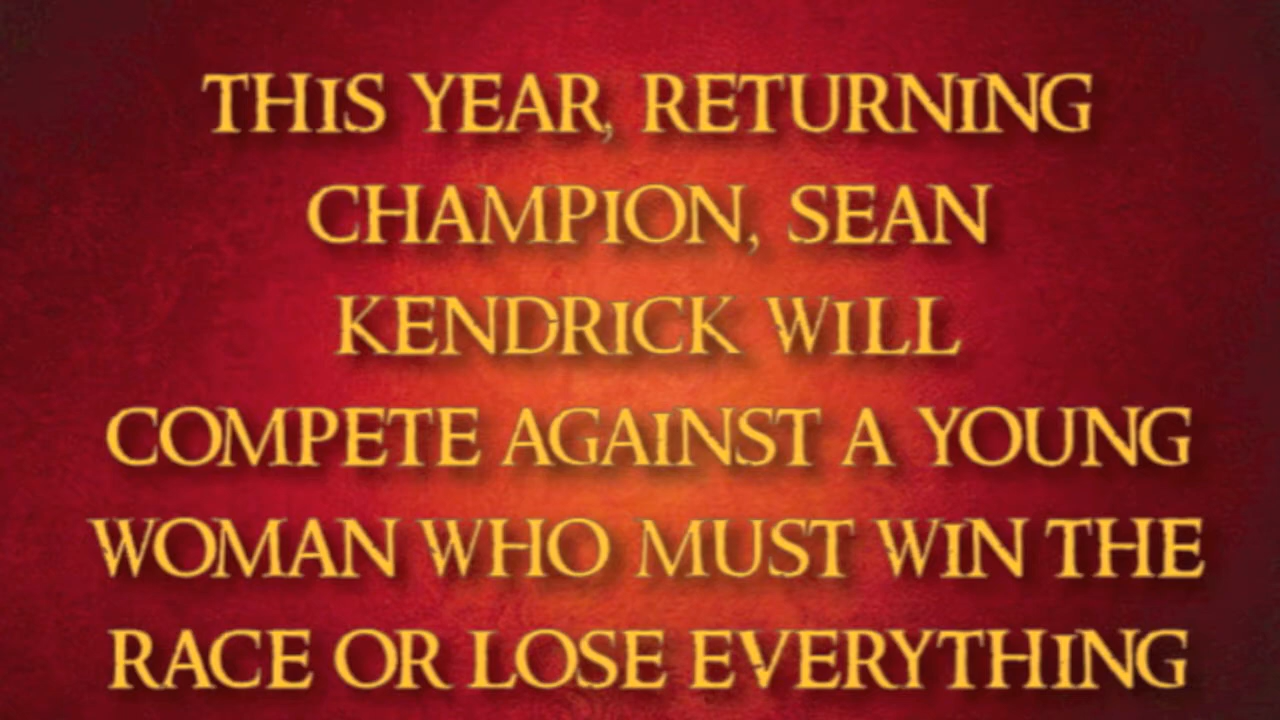 THIS YEAR, RETURNING
CHAMPION, SEAN
KENDRICK WILL
COMPETE AGAINST A YOUNG
WOMAN WHO MUST WIN THE
RACE OR LOSE EVERYTHING